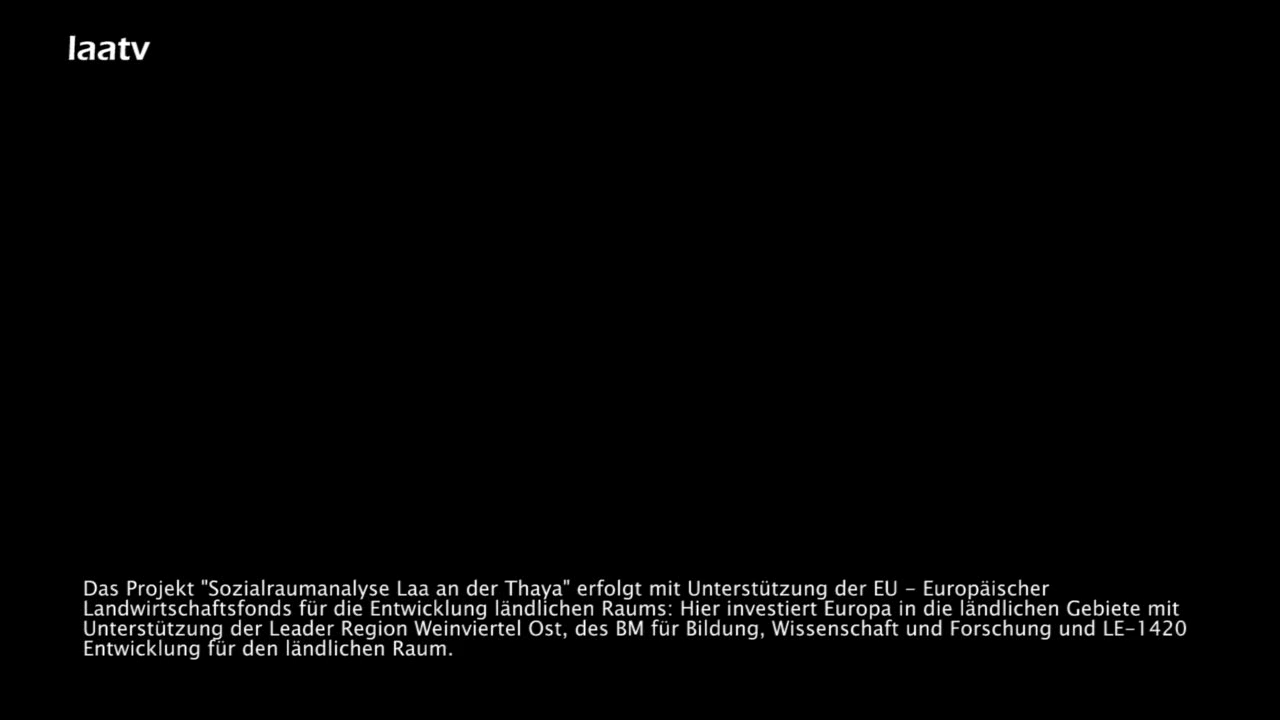 laatv
Das Projekt "Sozialraumanalyse Laa an der Thaya" erfolgt mit Unterstützung der EU – Europäischer
Landwirtschaftsfonds für die Entwicklung ländlichen Raums: Hier investiert Europa in die ländlichen Gebiete mit
Unterstützung der Leader Region Weinviertel Ost, des BM für Bildung, Wissenschaft und Forschung und LE–1420
Entwicklung für den ländlichen Raum.